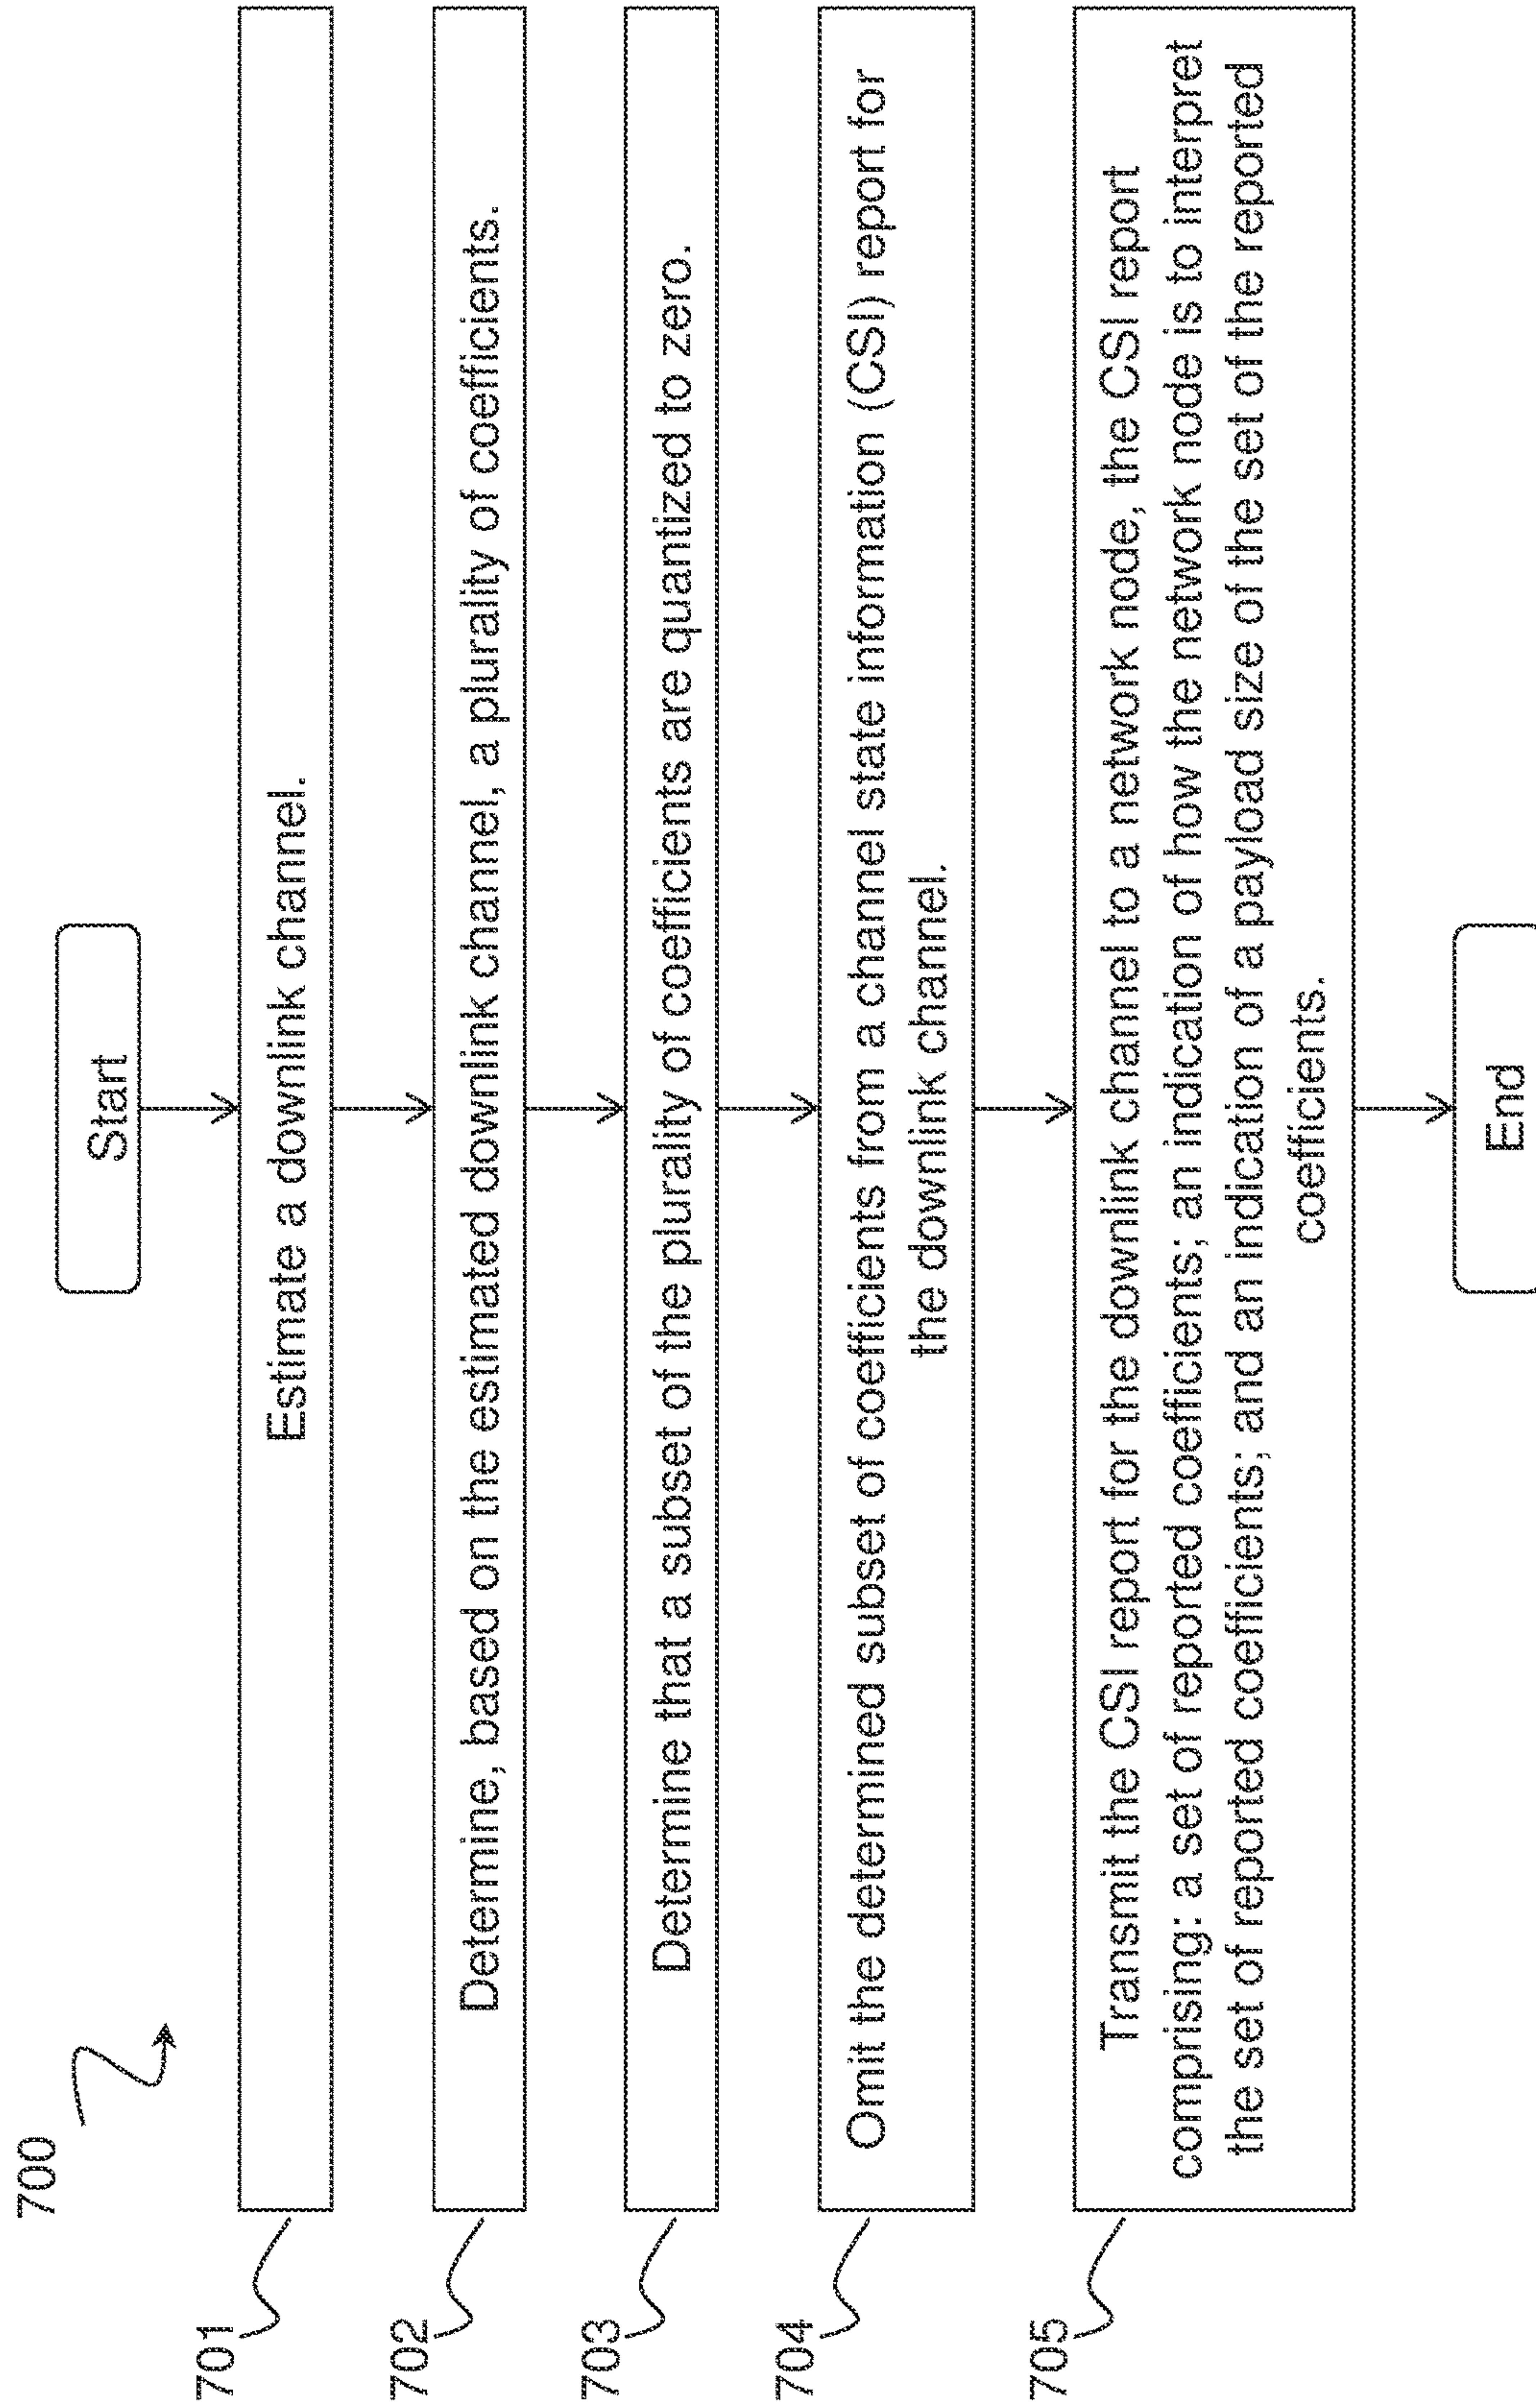 700
Start
701
Estimate a downlink channel.
702
Determine, based on the estimated downlink channel, a plurality of coefficients.
703
Determine that a subset of the plurality of coefficients are quantized to zero.
704
Omit the determined subset of coefficients from a channel state information (CSI) report for
the downlink channel.
705
Transmit the CSI report for the downlink channel to a network node, the CSI report
comprising: a set of reported coefficients; an indication of how the network node is to interpret
the set of reported coefficients; and an indication of a payload size of the set of the reported
coefficients.
End